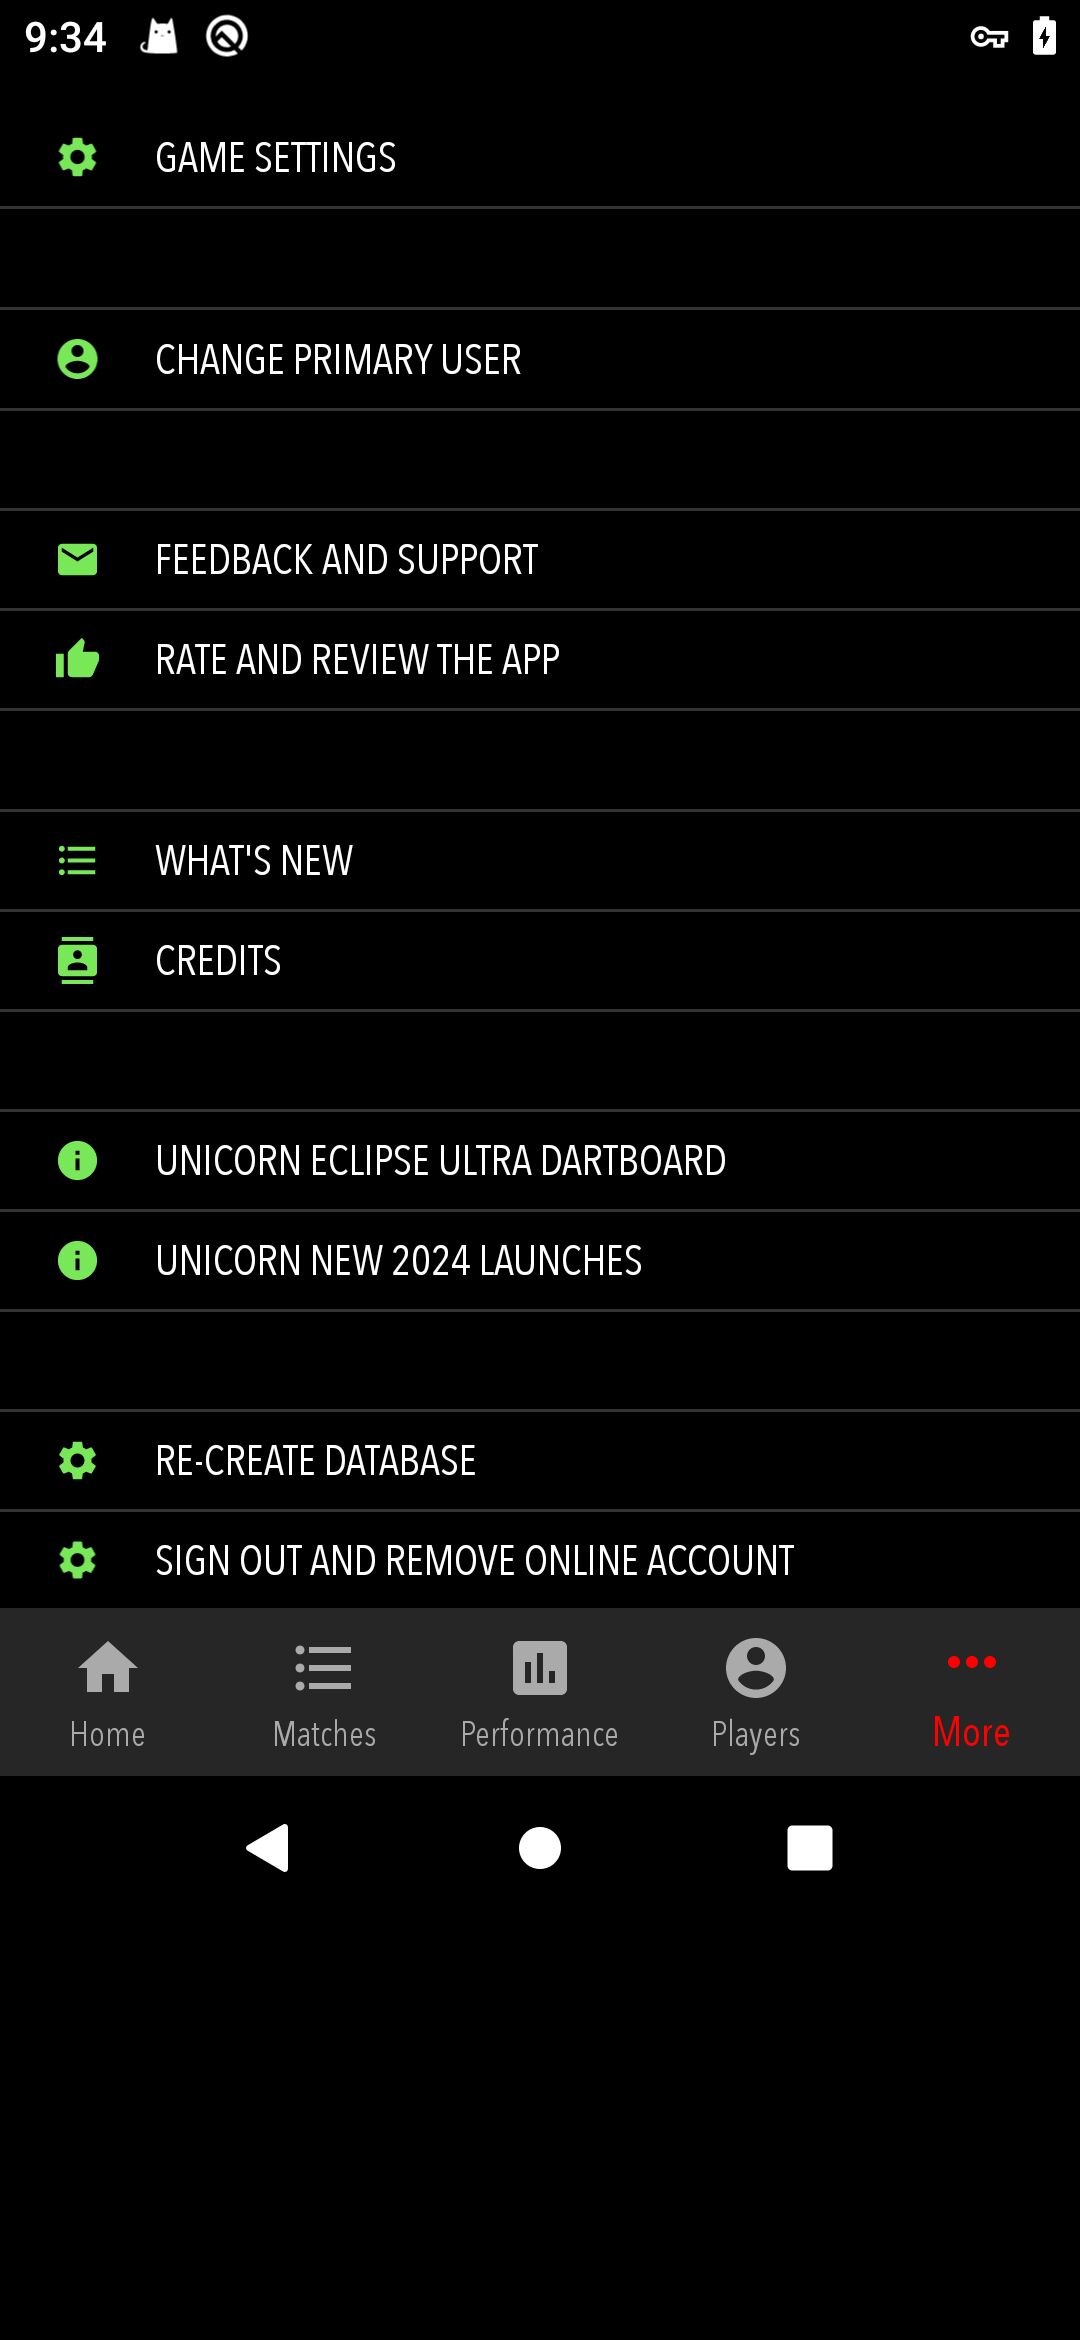 9:34
GAME SETTINGS
CHANGE PRIMARY USER
FEEDBACK AND SUPPORT
RATE AND REVIEW THE APP
WHAT'S NEW
CREDITS
UNICORN ECLIPSE ULTRA DARTBOARD
UNICORN NEW 2024 LAUNCHES
RE-CREATE DATABASE
SIGN OUT AND REMOVE ONLINE ACCOUNT
Home Matches Performance Players More